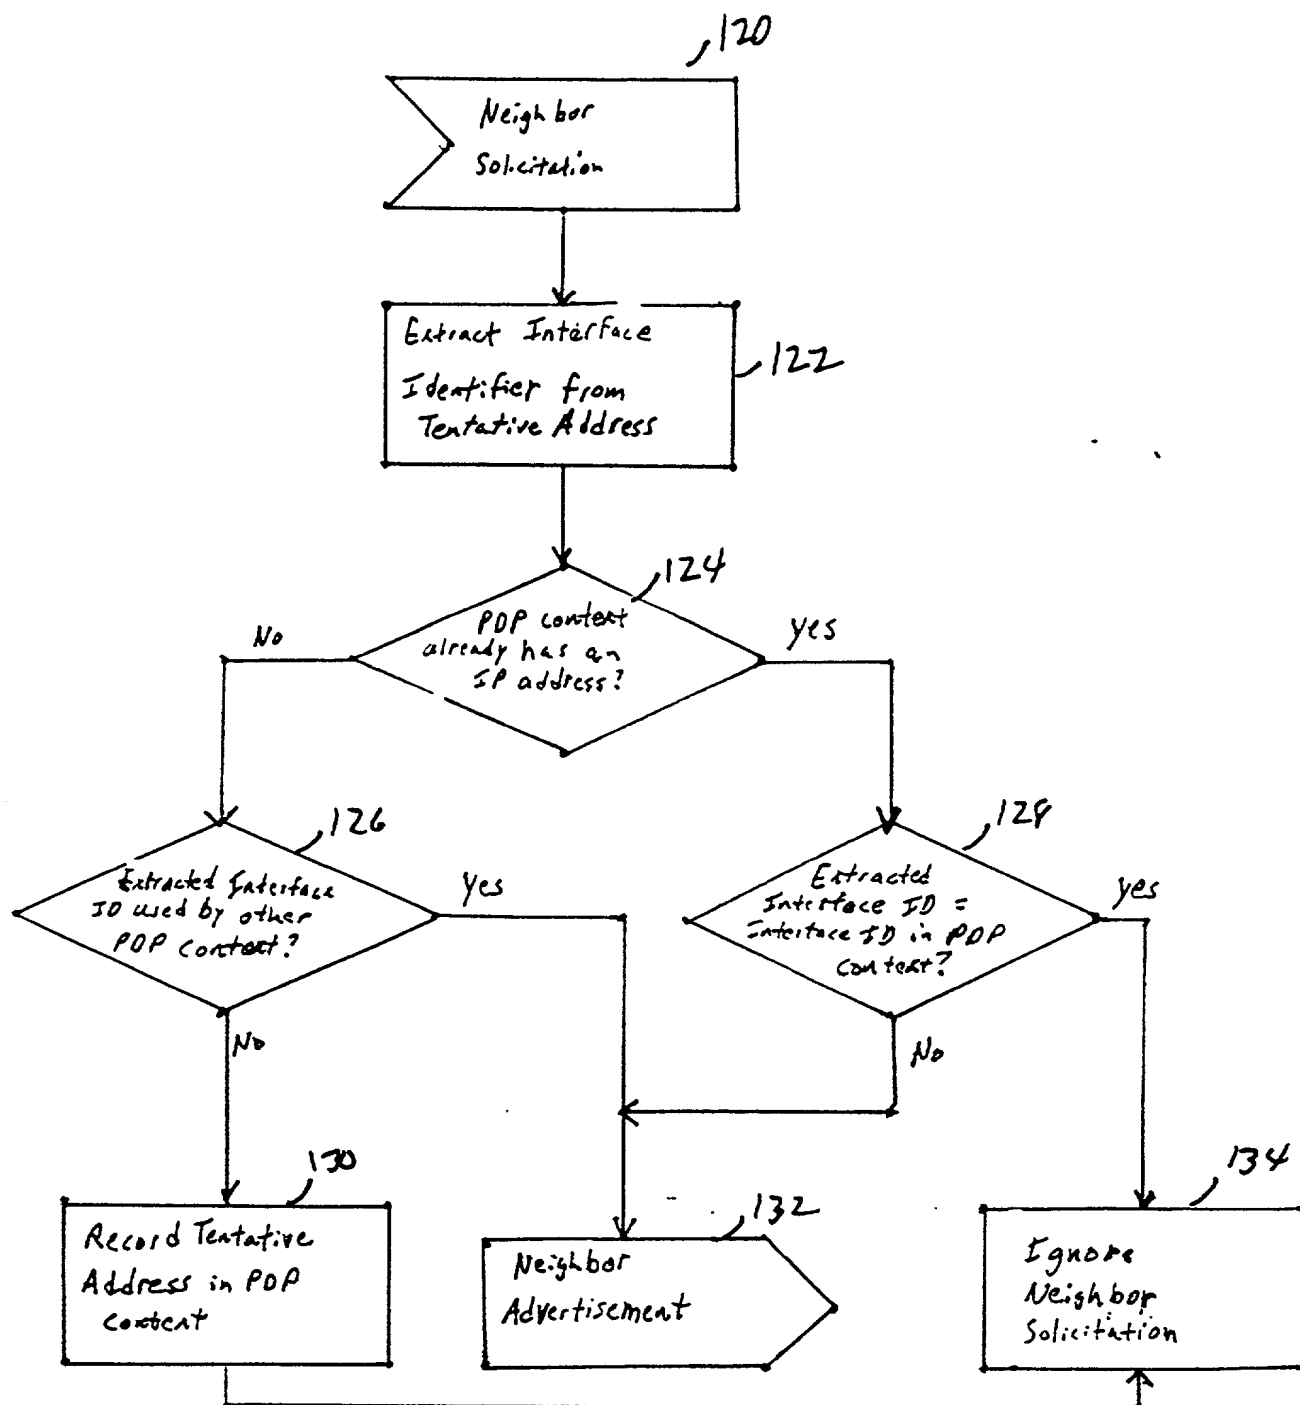 120
Neighbor
Solicitation
Extract Interface
Identifier from
Tentative Address
122
124
PDP context
already has an
IP address?
No
yes
126
Extracted Interface
ID used by other
PDP context?
Yes
No
128
Extracted
Interface ID =
Interface ID in PDP
context?
yes
No
130
Record Tentative
Address in PDP
context
132
Neighbor
Advertisement
134
Ignore
Neighbor
Solicitation